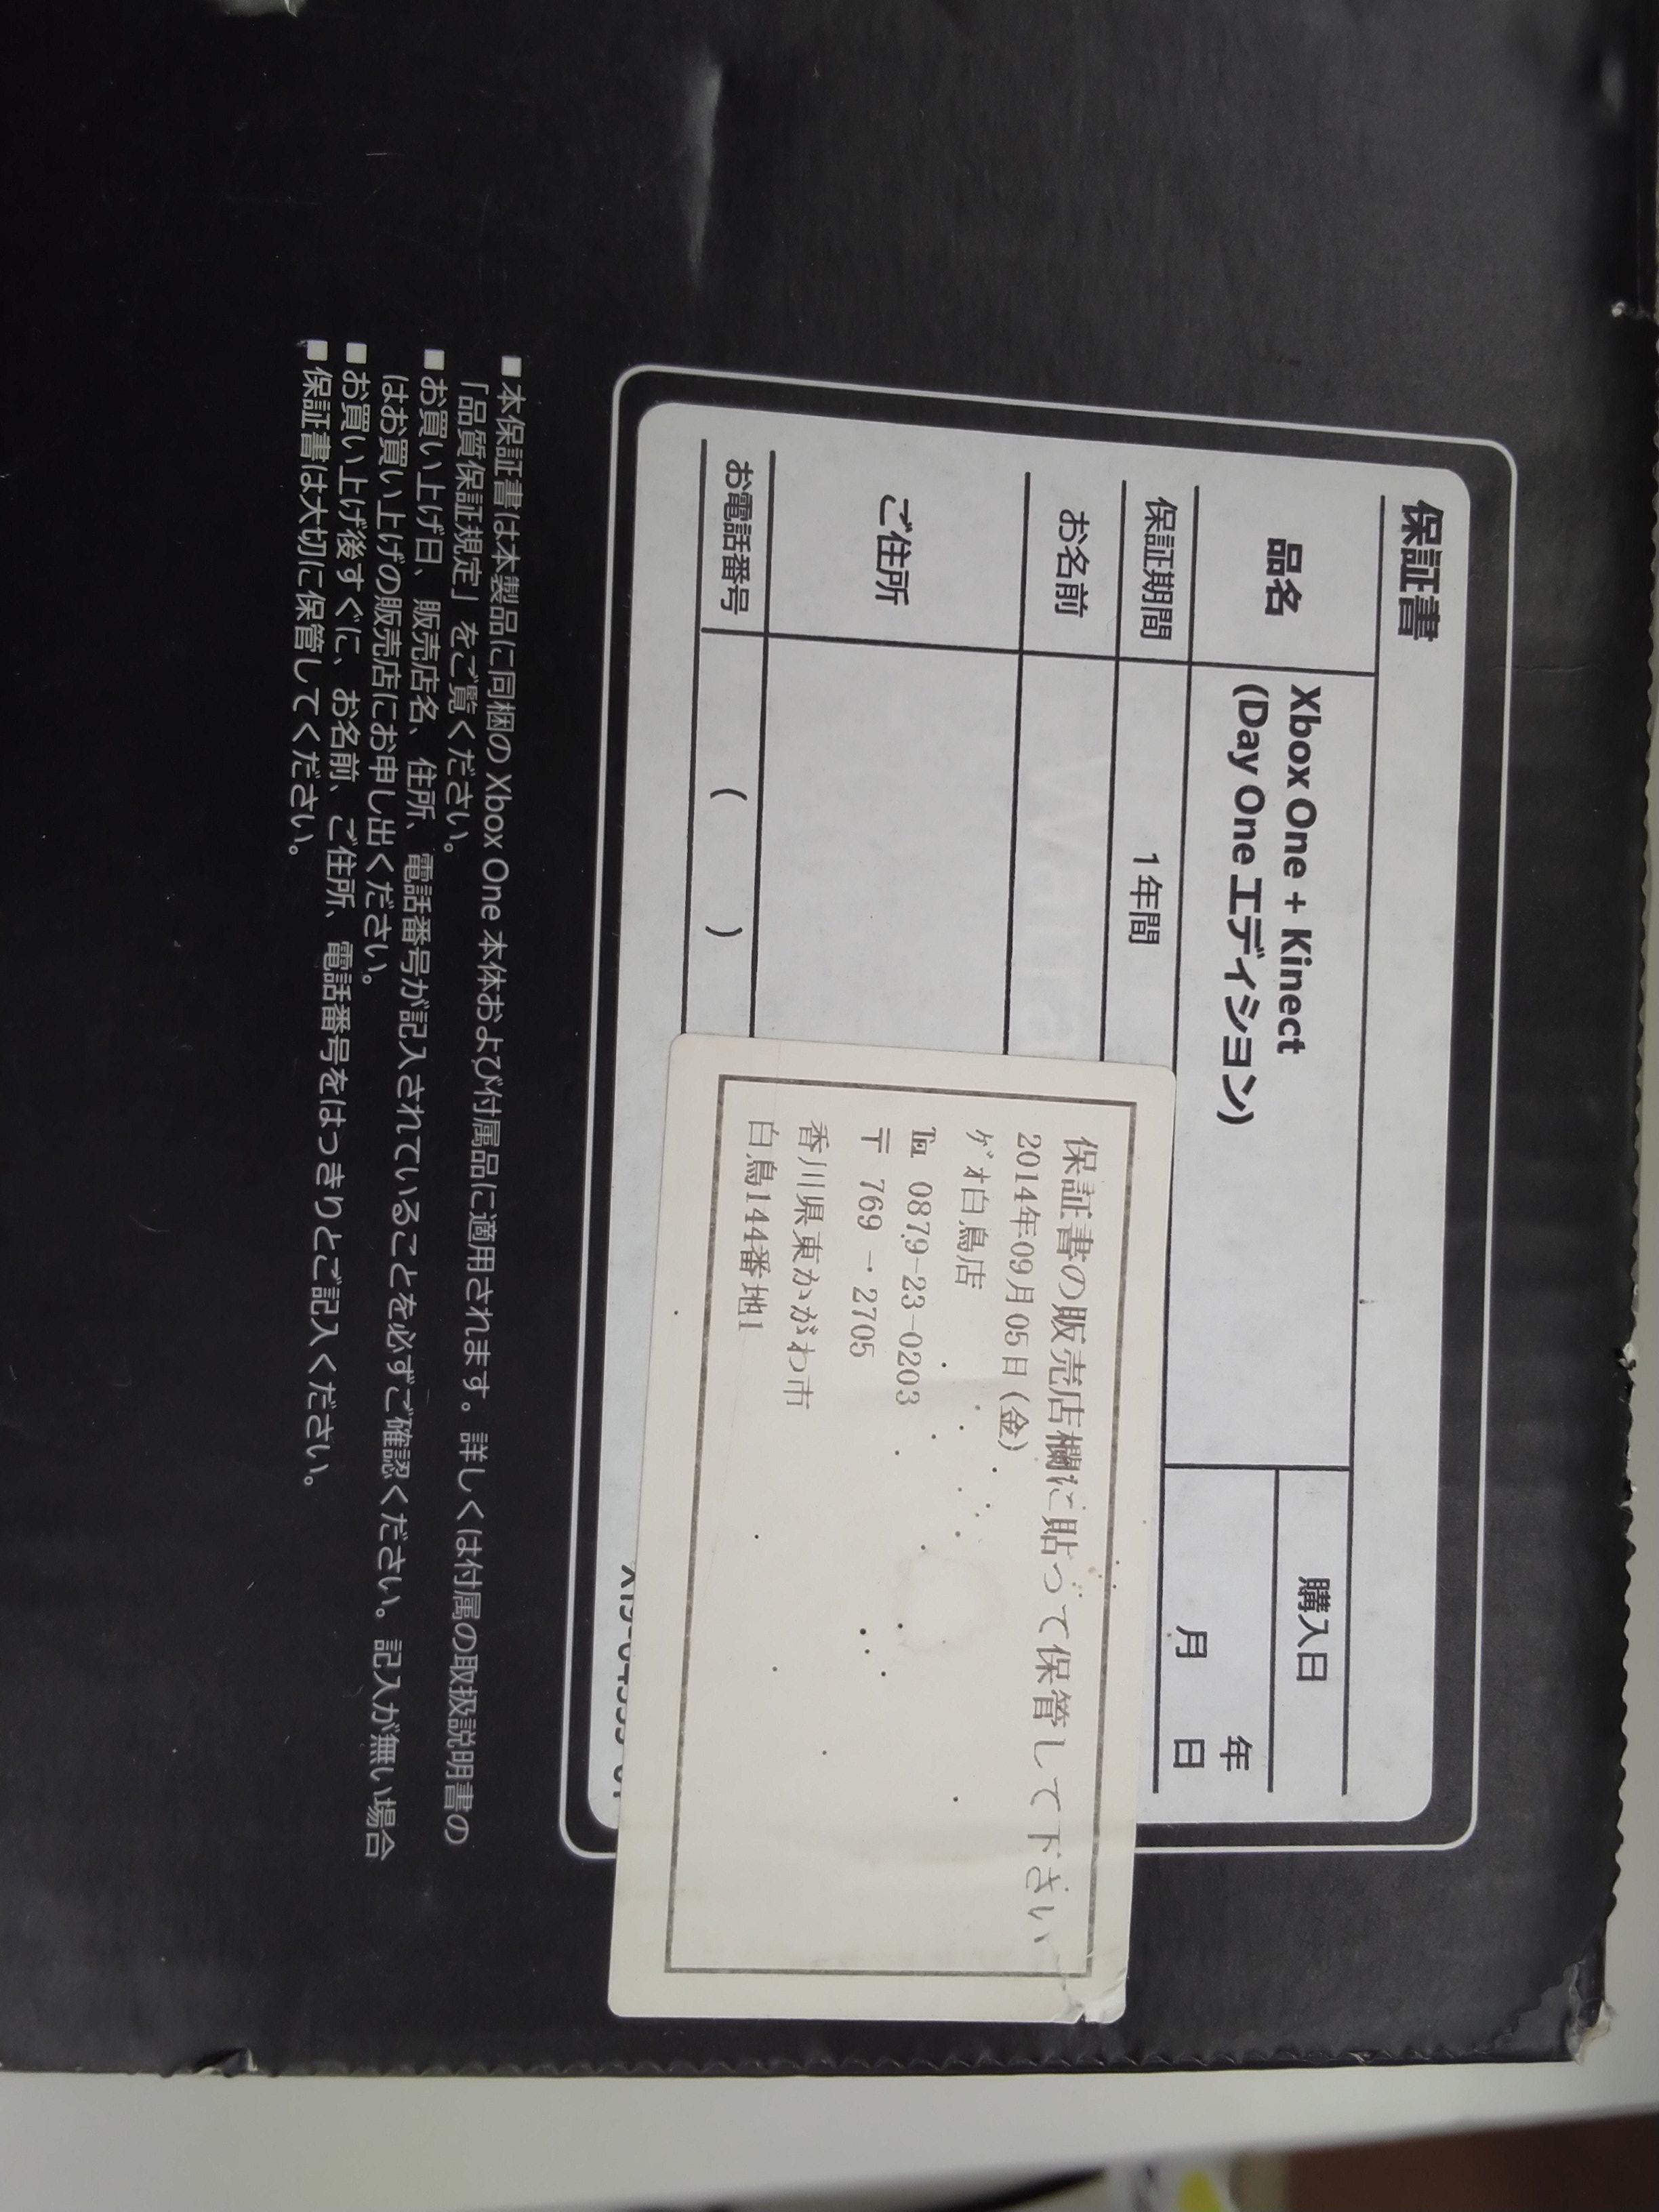 保証書
品名
Xbox One + Kinect
(Day One エディション)
購入日
年
月 日
保証期間
1 年間
お名前
ご住所
お電話番号
( )
保証書の販売店欄に貼って保管して下さい
2014年09月05日(金)
ゲオ白鳥店
℡ 0879-23-0203
〒 769-2705
香川県東かがわ市
白鳥144番地1
■本保証書は本製品に同梱の Xbox One 本体および付属品に適用されます。詳しくは付属の取扱説明書の
「品質保証規定」をご覧ください。
■お買い上げ日、販売店名、住所、電話番号が記入されていることを必ずご確認ください。記入が無い場合
はお買い上げの販売店にお申し出ください。
■お買い上げ後すぐに、お名前、ご住所、電話番号をはっきりとご記入ください。
■保証書は大切に保管してください。